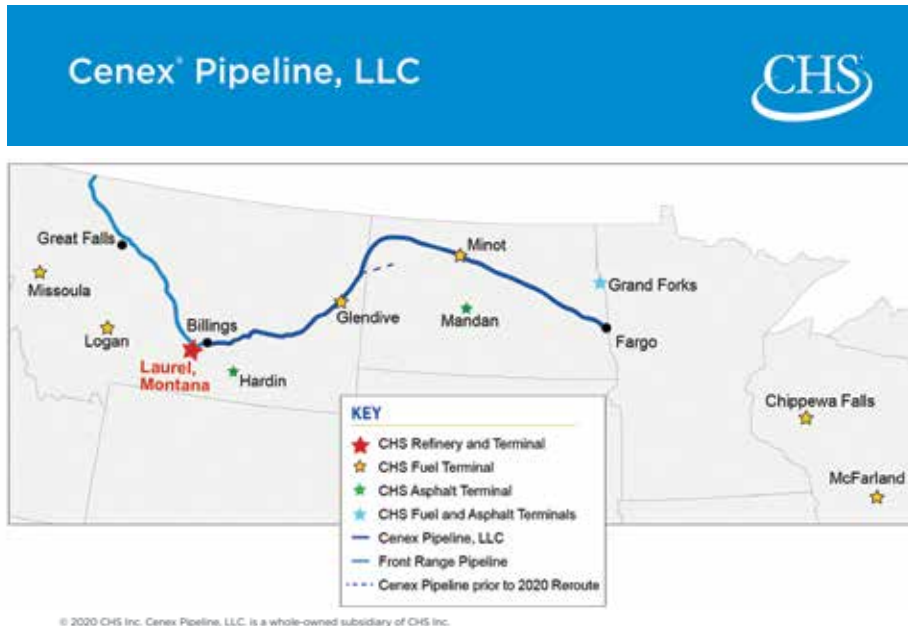 Cenex® Pipeline, LLC
CHS
Great Falls
Missoula
Logan
Billings
Laurel,
Montana
Hardin
Glendive
Minot
Mandan
Grand Forks
Fargo
Chippewa Falls
McFarland
KEY
CHS Refinery and Terminal
CHS Fuel Terminal
CHS Asphalt Terminal
CHS Fuel and Asphalt Terminals
Cenex Pipeline, LLC
Front Range Pipeline
Cenex Pipeline prior to 2020 Reroute
© 2020 CHS Inc. Cenex Pipeline, LLC. is a whole-owned subsidiary of CHS Inc.